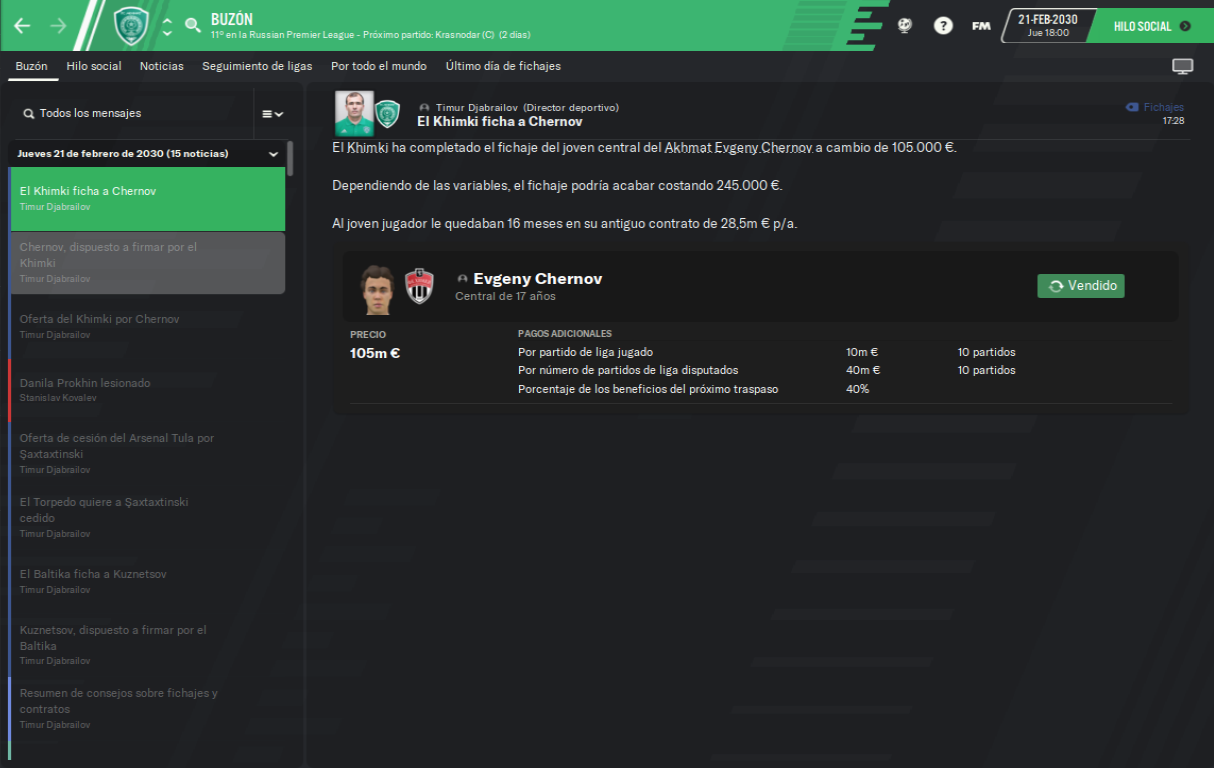 BUZÓN
11º en la Russian Premier League - Próximo partido: Krasnodar (C) (2 días)
FM
21-FEB-2030
Jue 18:00
HILO SOCIAL
Buzón
Hilo social
Noticias
Seguimiento de ligas
Por todo el mundo
Último día de fichajes
Todos los mensajes
Jueves 21 de febrero de 2030 (15 noticias)
El Khimki ficha a Chernov
Timur Djabrailov
Chernov, dispuesto a firmar por el
Khimki
Timur Djabrailov
Oferta del Khimki por Chernov
Timur Djabrailov
Danila Prokhin lesionado
Stanislav Kovalev
Oferta de cesión del Arsenal Tula por
Şaxtaxtinski
Timur Djabrailov
El Torpedo quiere a Şaxtaxtinski
cedido
Timur Djabrailov
El Baltika ficha a Kuznetsov
Timur Djabrailov
Kuznetsov, dispuesto a firmar por el
Baltika
Timur Djabrailov
Resumen de consejos sobre fichajes y
contratos
Timur Djabrailov
Timur Djabrailov (Director deportivo)
El Khimki ficha a Chernov
Fichajes
17:28
El Khimki ha completado el fichaje del joven central del Akhmat Evgeny Chernov a cambio de 105.000 €.
Dependiendo de las variables, el fichaje podría acabar costando 245.000 €.
Al joven jugador le quedaban 16 meses en su antiguo contrato de 28,5m € p/a.
Evgeny Chernov
Central de 17 años
Vendido
PRECIO
105m €
PAGOS ADICIONALES
Por partido de liga jugado 10m € 10 partidos
Por número de partidos de liga disputados 40m € 10 partidos
Porcentaje de los beneficios del próximo traspaso 40%